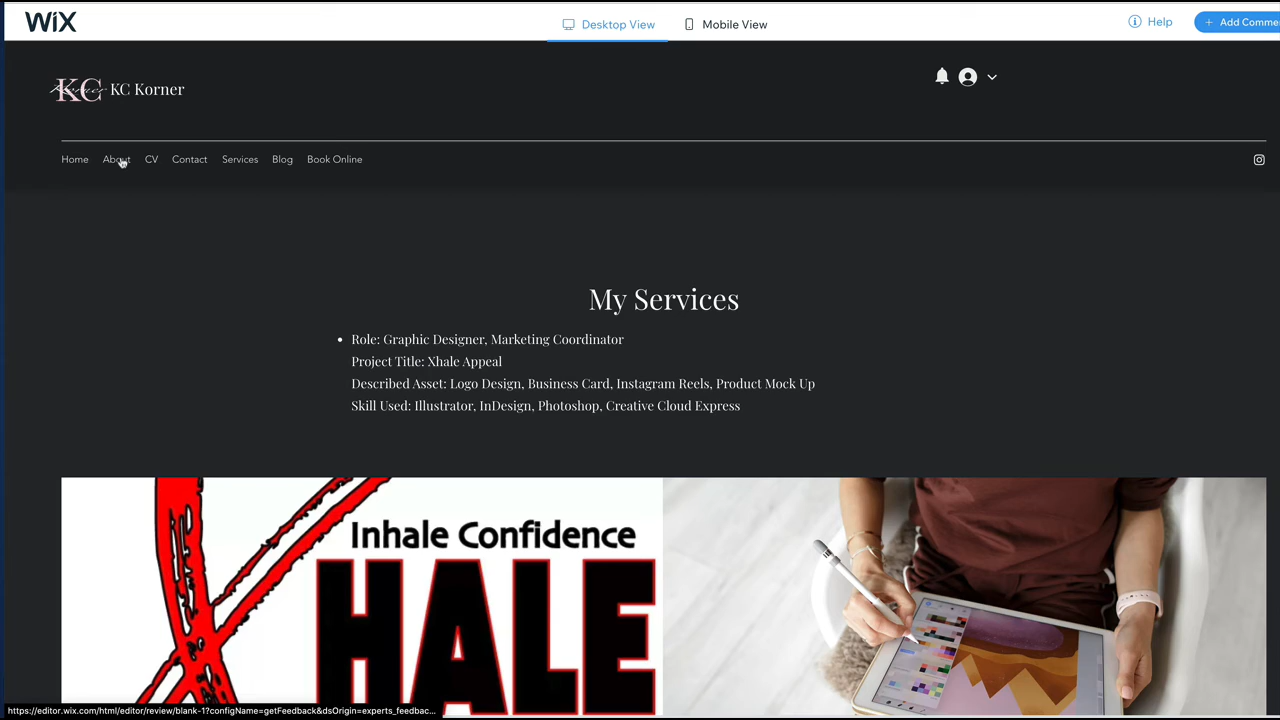 WiX
Desktop View
Mobile View
Help
Add Comme
KC KC Korner
Home About CV Contact Services Blog Book Online
My Services
Role: Graphic Designer, Marketing Coordinator
Project Title: Xhale Appeal
Described Asset: Logo Design, Business Card, Instagram Reels, Product Mock Up
Skill Used: Illustrator, InDesign, Photoshop, Creative Cloud Express
Inhale Confidence
XHALE
https://editor.wix.com/html/editor/review/blank-1?configName=getFeedback&dsOrigin=experts_feedbac...